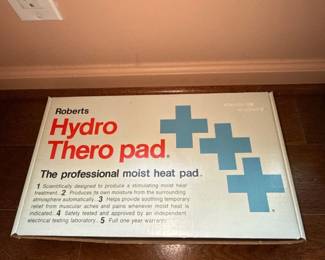 Roberts
Hydro
Thero pad®
The professional moist heat pad.
1 Scientifically designed to produce a stimulating moist heat
treatment. 2 Produces its own moisture from the surrounding
atmosphere automatically. 3 Helps provide soothing temporary
relief from muscular aches and pains whenever moist heat is
indicated. 4 Safety tested and approved by an independent
electrical testing laboratory. 5 Full one year warranty